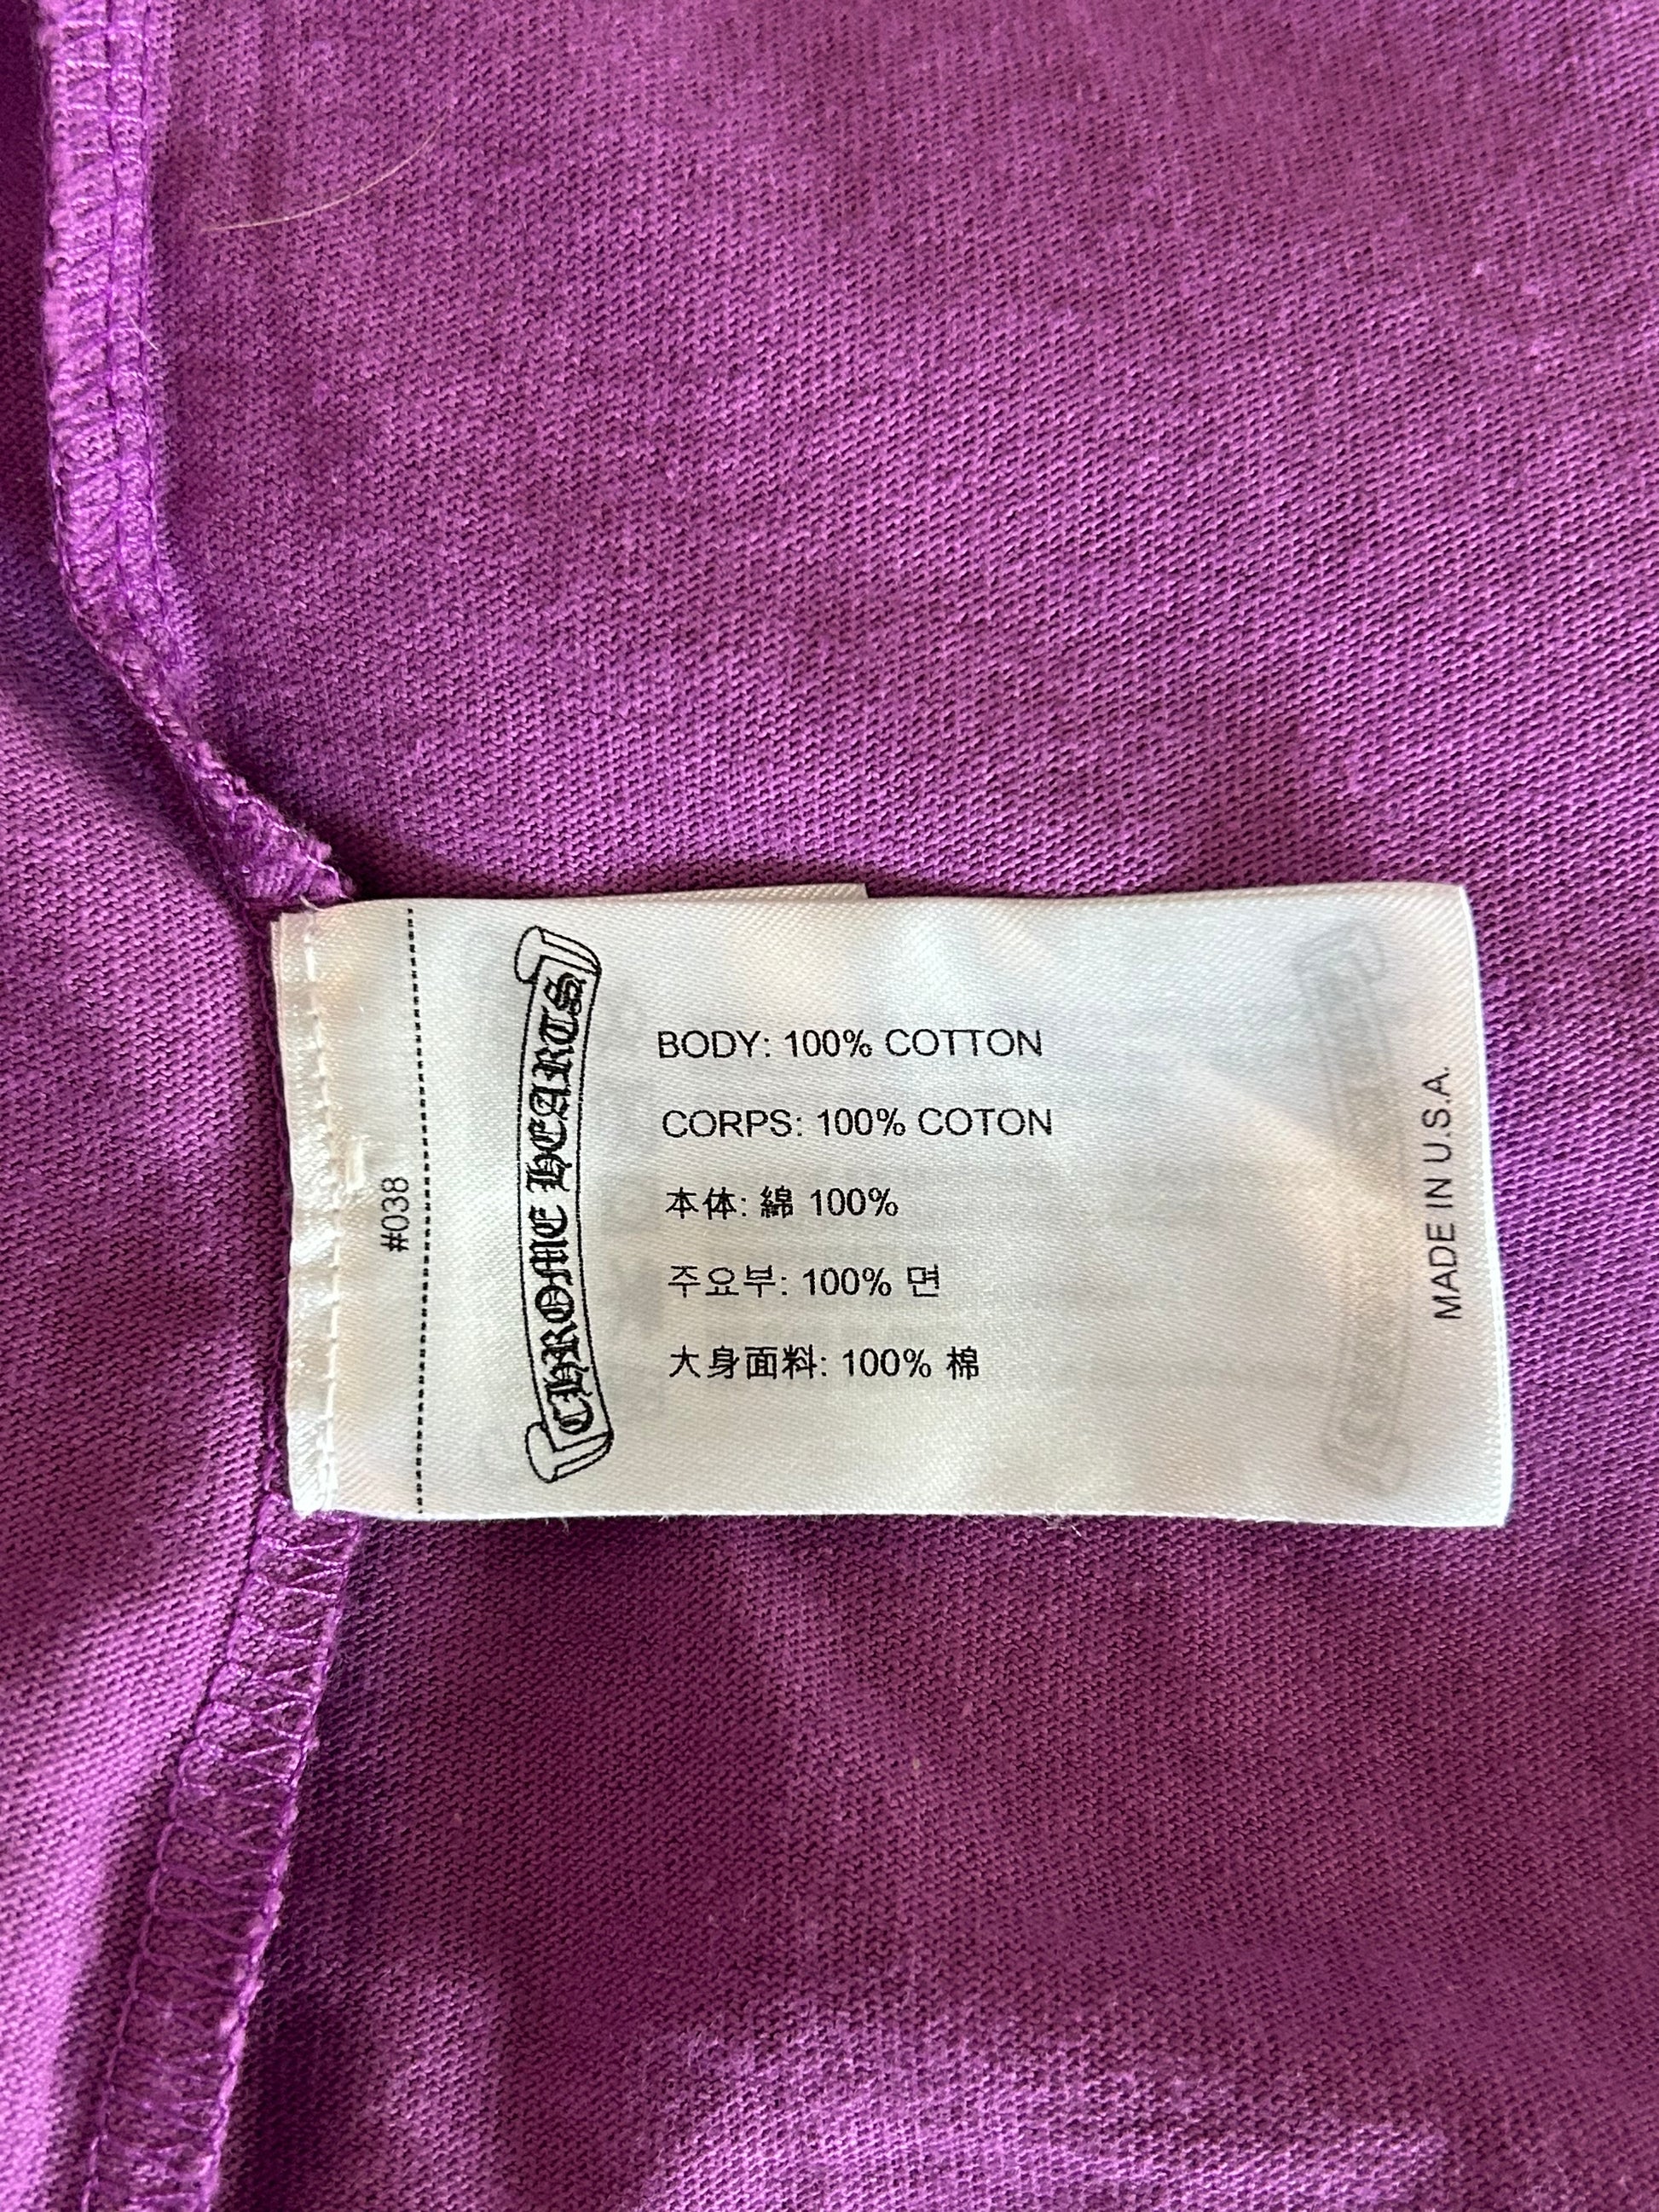 #038
CHROME HEARTS
BODY: 100% COTTON
CORPS: 100% COTON
本体: 綿 100%
주요부: 100% 면
大身面料: 100% 棉
MADE IN U.S.A.